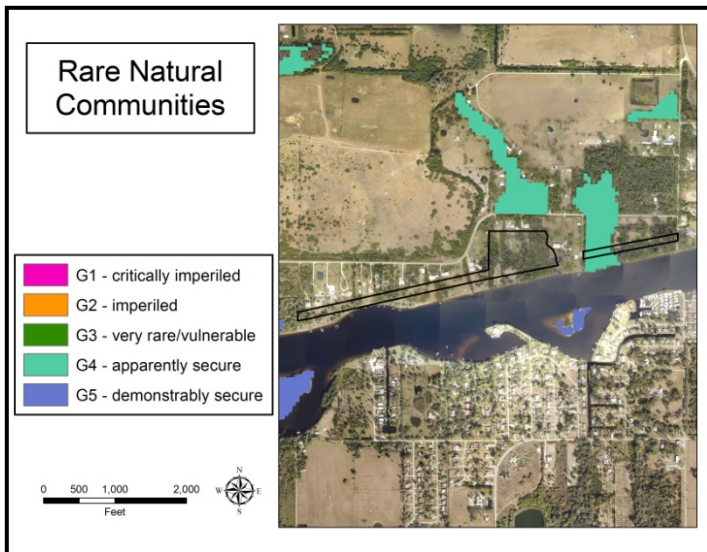 Rare Natural
Communities
G1 - critically imperiled
G2 - imperiled
G3 - very rare/vulnerable
G4 - apparently secure
G5 - demonstrably secure
0 500 1,000 2,000
Feet
N
W E
S